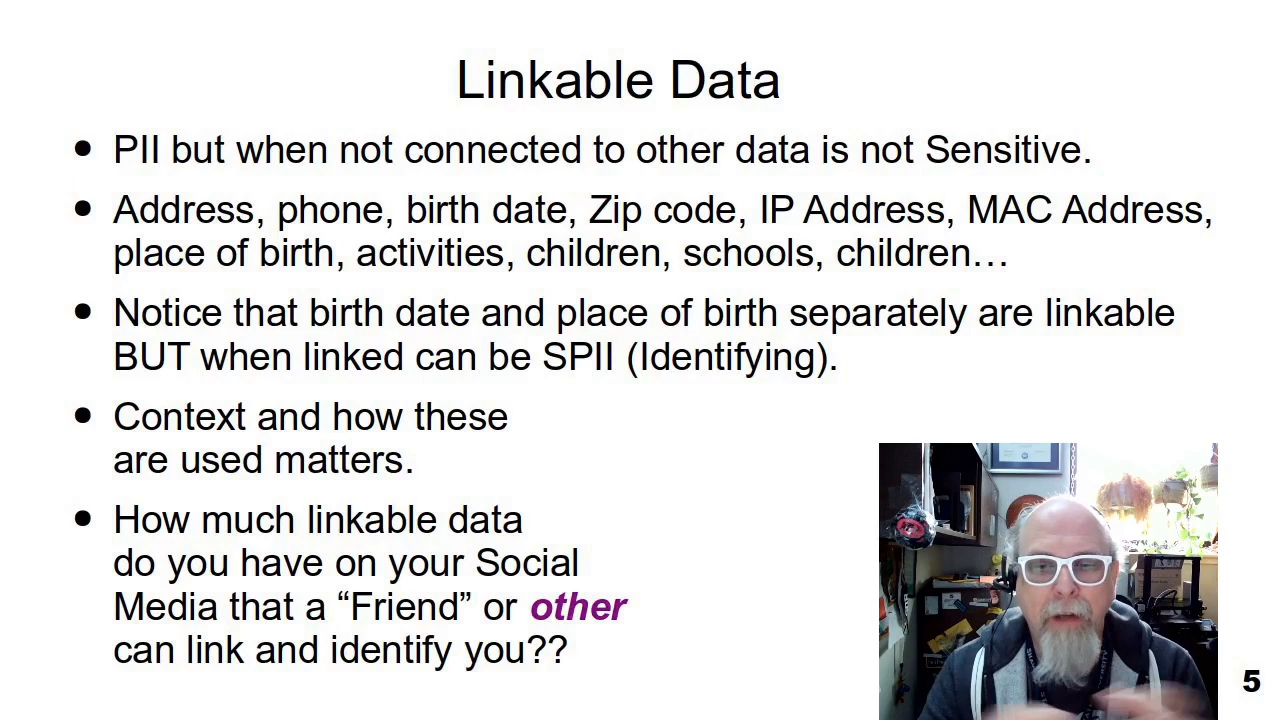 Linkable Data
● PII but when not connected to other data is not Sensitive.
● Address, phone, birth date, Zip code, IP Address, MAC Address,
place of birth, activities, children, schools, children…
● Notice that birth date and place of birth separately are linkable
BUT when linked can be SPII (Identifying).
● Context and how these
are used matters.
● How much linkable data
do you have on your Social
Media that a “Friend” or other
can link and identify you??
5